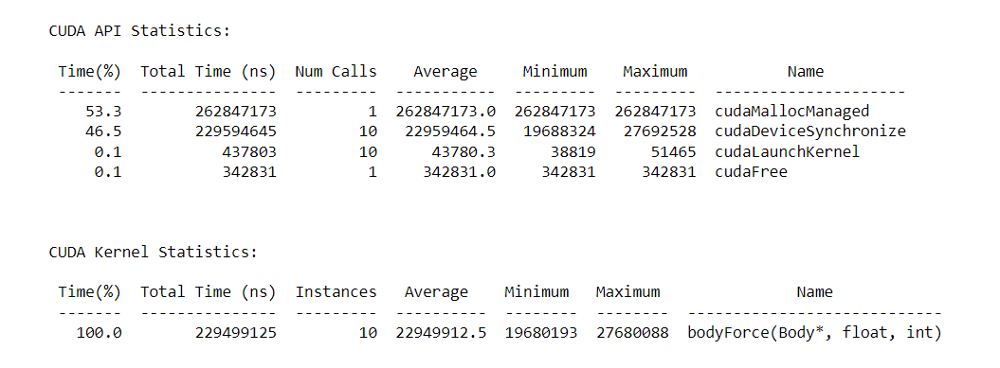 CUDA API Statistics:
Time(%)  Total Time (ns)  Num Calls    Average     Minimum    Maximum            Name
-------  ---------------  ---------  -----------  ---------  ---------  ---------------------
   53.3        262847173          1  262847173.0  262847173  262847173  cudaMallocManaged
   46.5        229594645         10   22959464.5   19688324   27692528  cudaDeviceSynchronize
    0.1           437803         10      43780.3      38819      51465  cudaLaunchKernel
    0.1           342831          1     342831.0     342831     342831  cudaFree
CUDA Kernel Statistics:
Time(%)  Total Time (ns)  Instances   Average    Minimum   Maximum               Name
-------  ---------------  ---------  ----------  --------  --------  ----------------------------
  100.0        229499125         10  22949912.5  19680193  27680088  bodyForce(Body*, float, int)